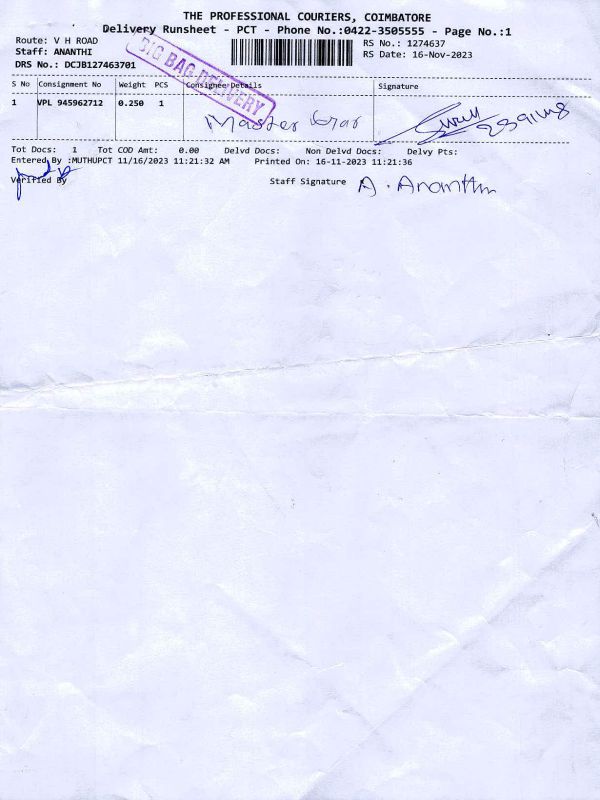 THE PROFESSIONAL COURIERS, COIMBATORE
Delivery Runsheet - PCT - Phone No.:0422-3505555 - Page No.:1
Route: V H ROAD
Staff: ANANTHI
DRS No.: DCJB127463701
RS No.: 1274637
RS Date: 16-Nov-2023
BIG BAG DELIVERY
S No Consignment No Weight PCS Consignee Details Signature
1 VPL 945962712 0.250 1 Master
Tot Docs: 1 Tot COD Amt: 0.00 Delvd Docs: Non Delvd Docs: Delvy Pts:
Entered By :MUTHUPCT 11/16/2023 11:21:32 AM Printed On: 16-11-2023 11:21:36
Verified By Staff Signature A. Ananthi